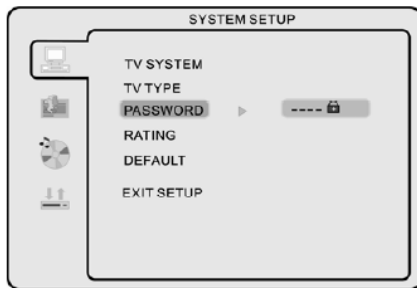 SYSTEM SETUP
TV SYSTEM
TV TYPE
PASSWORD ----
RATING
DEFAULT
EXIT SETUP